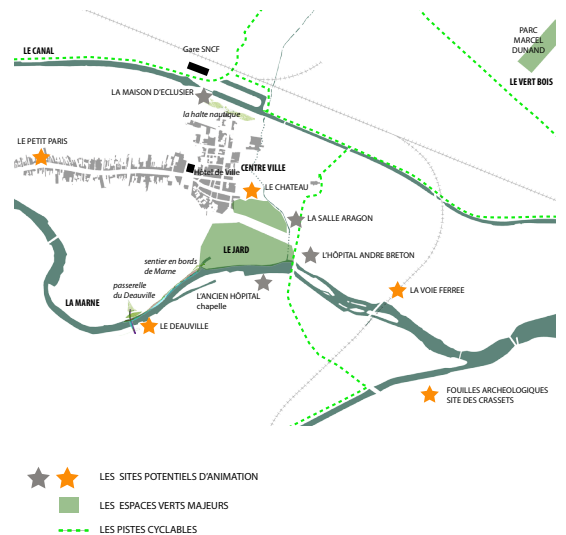 PARC
MARCEL
DUNAND
LE CANAL
Gare SNCF
LE VERT BOIS
LA MAISON D'ECLUSIER
la halte nautique
LE PETIT PARIS
CENTRE VILLE
Hôtel de ville
LE CHATEAU
LA SALLE ARAGON
LE JARD
L'HÔPITAL ANDRE BRETON
sentier en bords
de Marne
passerelle
du Deauville
LA MARNE
L'ANCIEN HÔPITAL
chapelle
LA VOIE FERREE
LE DEAUVILLE
FOUILLES ARCHEOLOGIQUES
SITE DES CRASSETS
LES SITES POTENTIELS D'ANIMATION
LES ESPACES VERTS MAJEURS
LES PISTES CYCLABLES